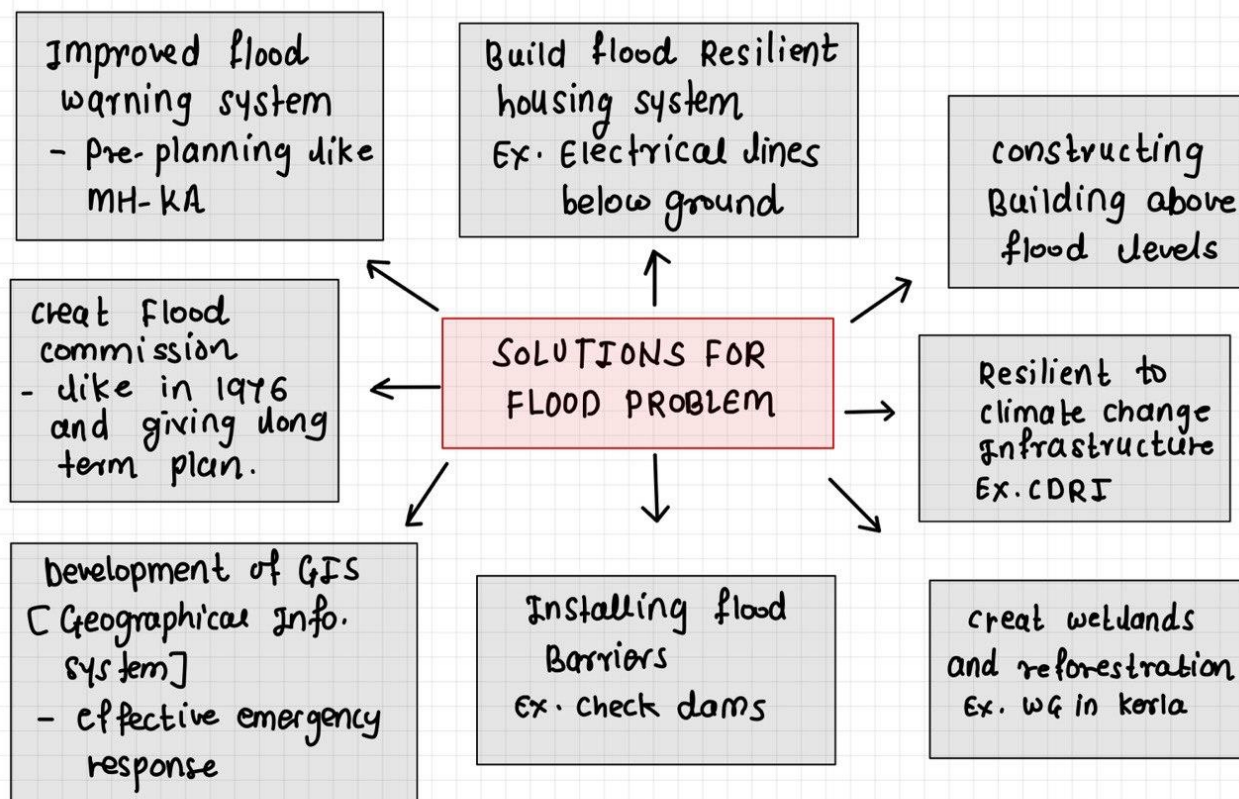 Improved flood
warning system
- Pre-planning like
MH-KA
Build flood Resilient
housing system
Ex. Electrical lines
below ground
constructing
Building above
flood levels
creat Flood
commission
- like in 1976
and giving long
term plan.
SOLUTIONS FOR
FLOOD PROBLEM
Resilient to
climate change
Infrastructure
Ex. CDRI
Development of GIS
[Geographical Info.
system]
- effective emergency
response
Installing flood
Barriors
Ex. check dams
creat wetlands
and reforestration
Ex. WG in kerla